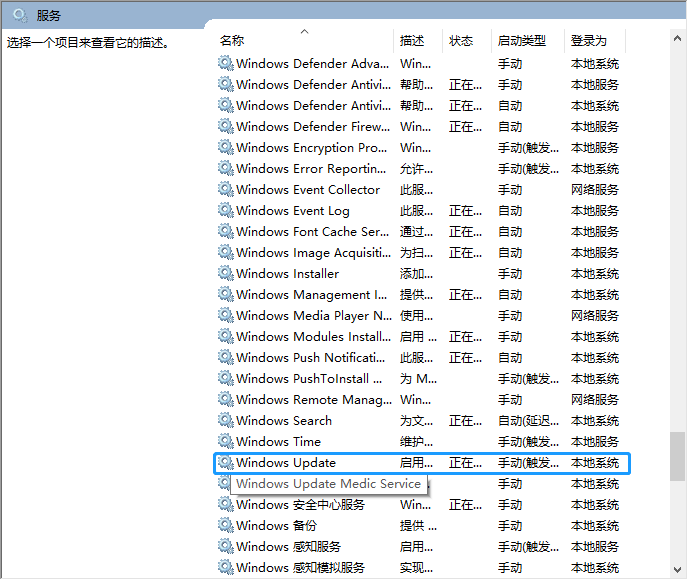 服务
选择一个项目来查看它的描述。
名称 描述 状态 启动类型 登录为
Windows Defender Adva... Win... 手动 本地系统
Windows Defender Antivi... 帮助... 正在... 手动 本地服务
Windows Defender Antivi... 帮助... 正在... 自动 本地系统
Windows Defender Firew... Win... 正在... 自动 本地服务
Windows Encryption Pro... Win... 手动(触发... 本地服务
Windows Error Reportin... 允许... 手动(触发... 本地系统
Windows Event Collector 此服... 手动 网络服务
Windows Event Log 此服... 正在... 自动 本地服务
Windows Font Cache Ser... 通过... 正在... 自动 本地服务
Windows Image Acquisiti... 为扫... 正在... 自动 本地服务
Windows Installer 添加... 手动 本地系统
Windows Management I... 提供... 正在... 自动 本地系统
Windows Media Player N... 使用... 手动 网络服务
Windows Modules Install... 启用 ... 正在... 手动 本地系统
Windows Push Notificati... 此服... 正在... 自动 本地系统
Windows PushToInstall ... 为 M... 手动(触发... 本地系统
Windows Remote Manag... Win... 手动 网络服务
Windows Search 为文... 正在... 自动(延迟... 本地系统
Windows Time 维护... 手动(触发... 本地服务
Windows Update 启用... 正在... 手动(触发... 本地系统
Windows Update Medic Service 手动 本地系统
Windows 安全中心服务 Win... 正在... 手动 本地系统
Windows 备份 提供 ... 手动 本地系统
Windows 感知服务 启用... 手动(触发... 本地服务
Windows 感知模拟服务 实现... 手动 本地系统